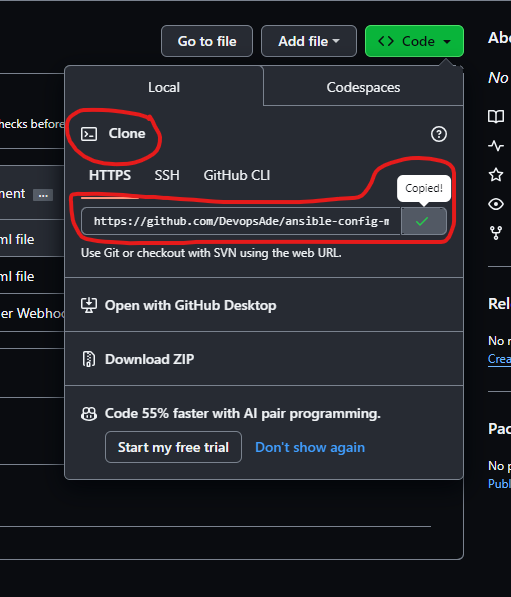 Go to file
Add file
<> Code
Local
Codespaces
Clone
HTTPS
SSH
GitHub CLI
Copied!
https://github.com/DevopsAde/ansible-config-m
Use Git or checkout with SVN using the web URL.
Open with GitHub Desktop
Download ZIP
Code 55% faster with AI pair programming.
Start my free trial
Don't show again
hecks before
ment ...
ml file
ml file
er Webhoo
Abo
No
Rel
No r
Crea
Pac
No p
Publ